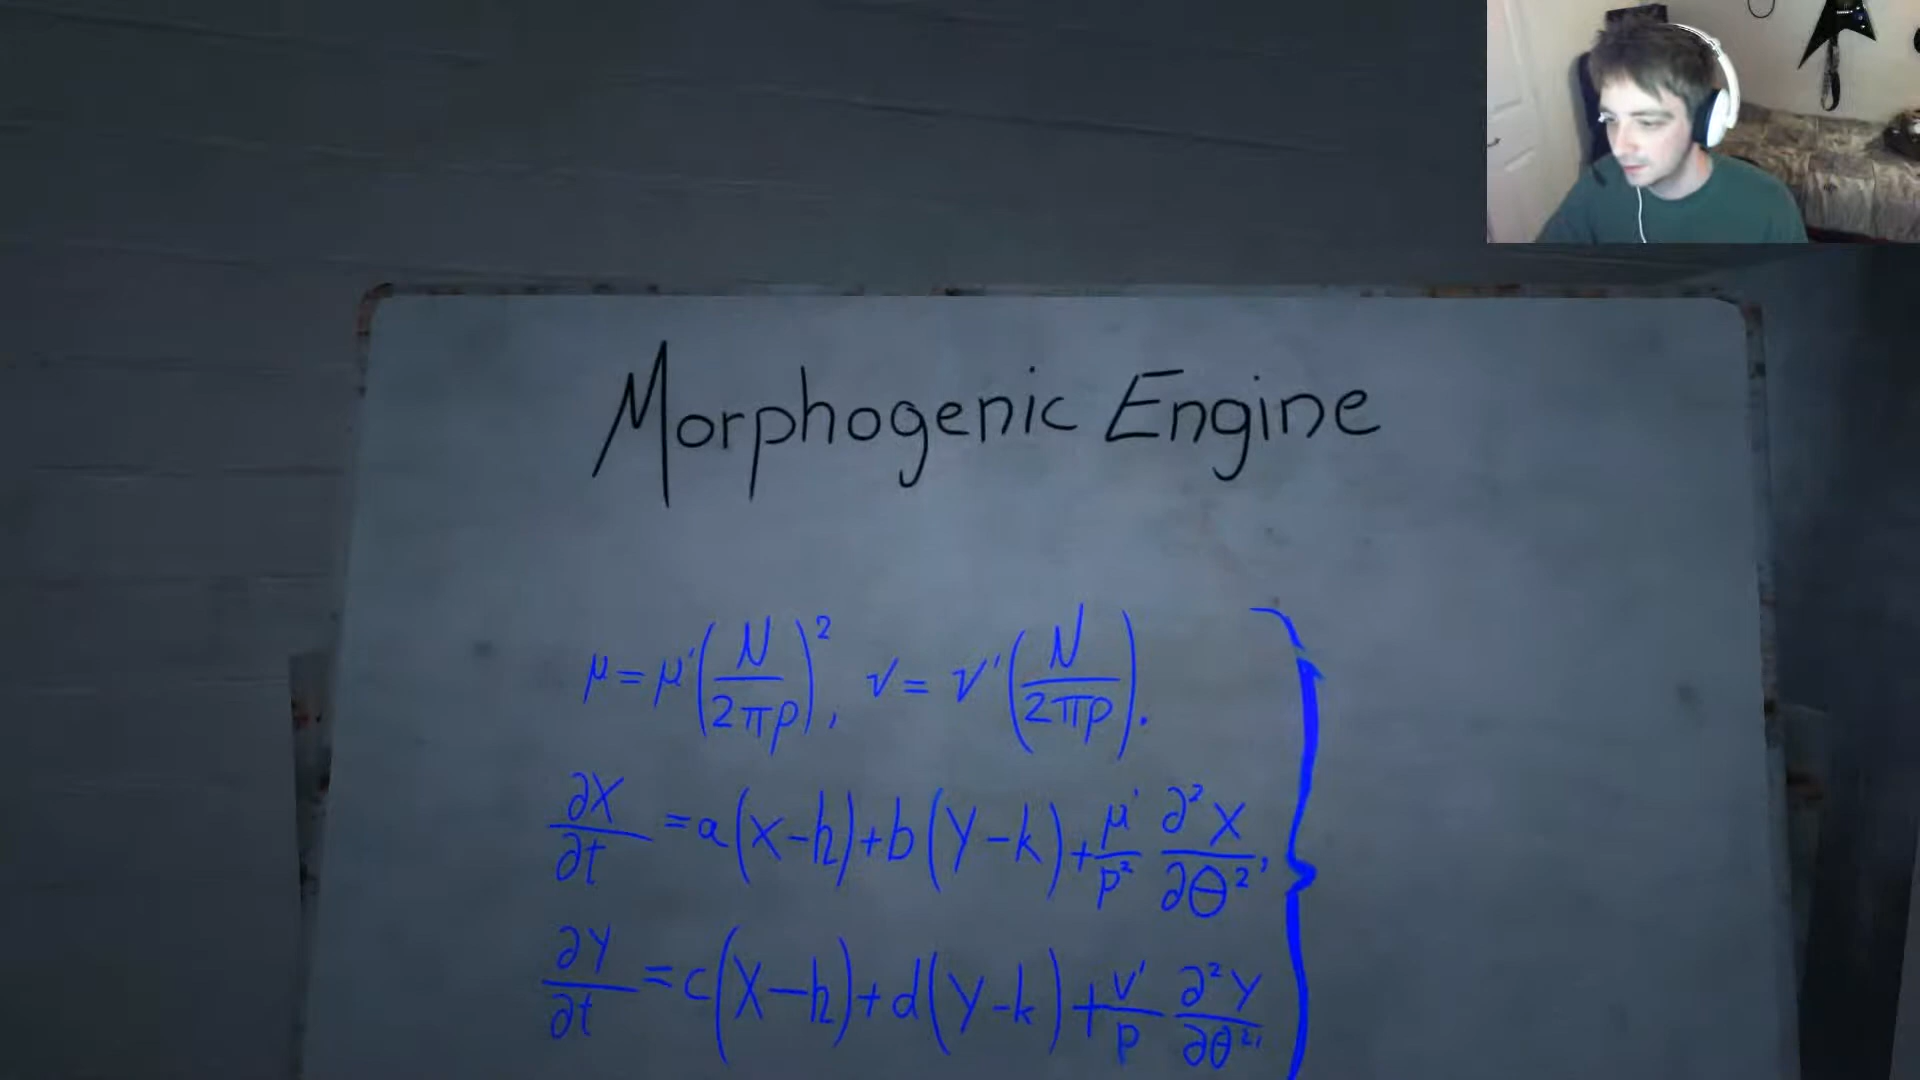 Morphogenic Engine
μ = μ'(N/2πρ)², ν = ν'(N/2πρ).
∂X/∂t = a(X-h)+b(Y-k)+μ'/ρ² ∂²X/∂θ²,
∂Y/∂t = c(X-h)+d(Y-k)+ν'/ρ ∂²Y/∂θ²,